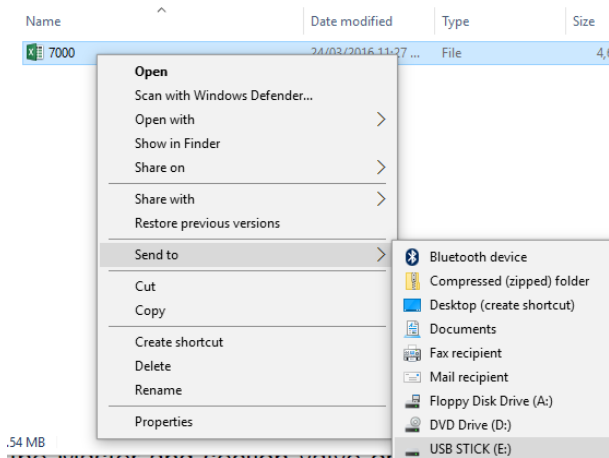 Name Date modified Type Size
7000 24/03/2016 11:27 ... File 4,6
Open
Scan with Windows Defender...
Open with
Show in Finder
Share on
Share with
Restore previous versions
Send to
Bluetooth device
Cut
Compressed (zipped) folder
Copy
Desktop (create shortcut)
Documents
Create shortcut
Fax recipient
Delete
Mail recipient
Rename
Floppy Disk Drive (A:)
Properties
DVD Drive (D:)
.54 MB
USB STICK (E:)